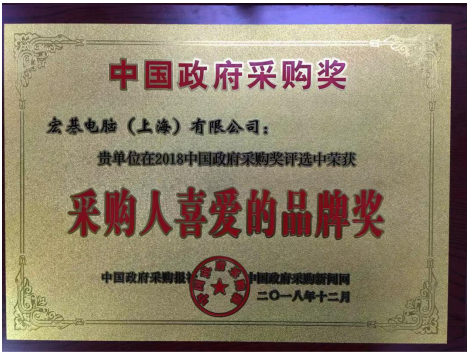 中国政府采购奖
宏基电脑（上海）有限公司：
贵单位在2018中国政府采购奖评选中荣获
采购人喜爱的品牌奖
中国政府采购报社 中国政府采购新闻网
二〇一八年十二月